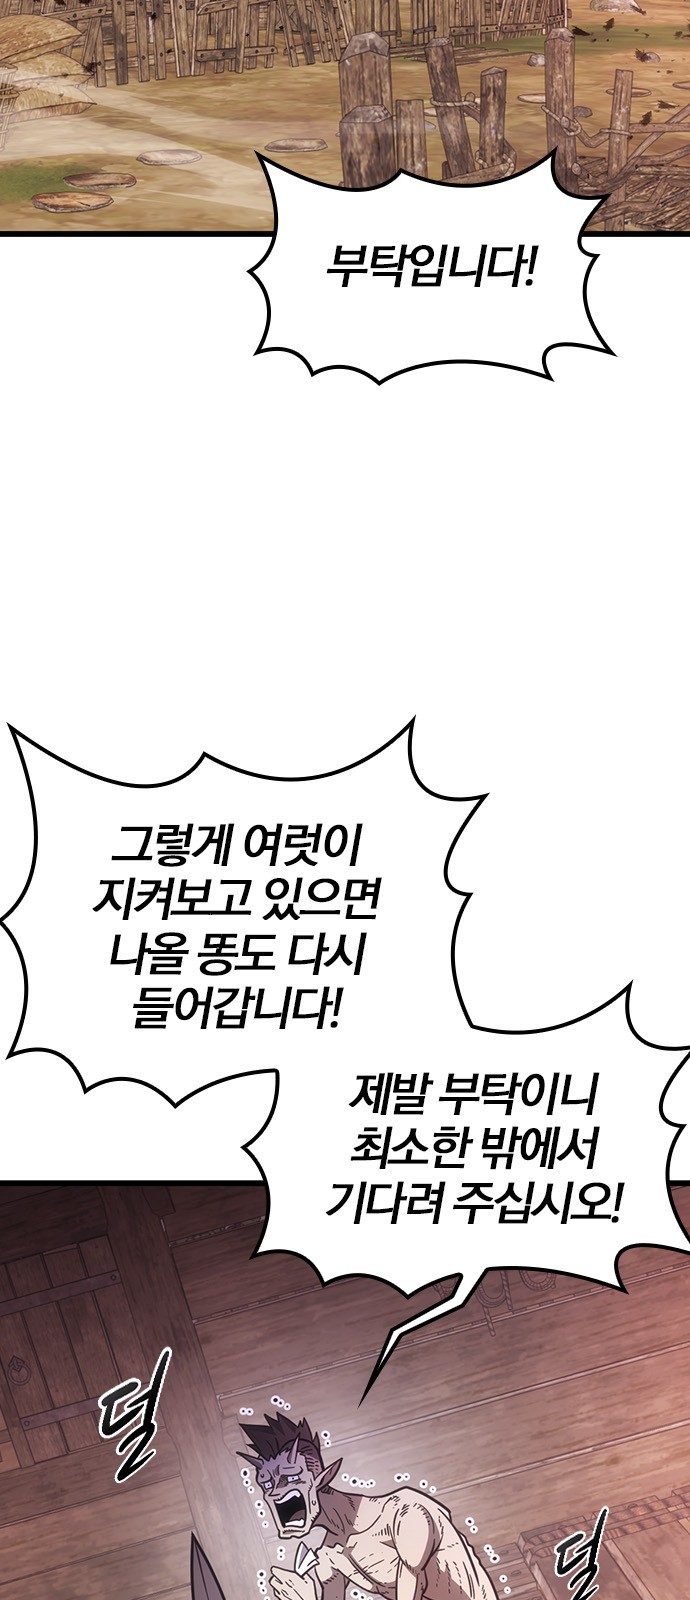 부탁입니다!
그렇게 여럿이
지켜보고 있으면
나올 똥도 다시
들어갑니다!
제발 부탁이니
최소한 밖에서
기다려 주십시오!
덜
덜